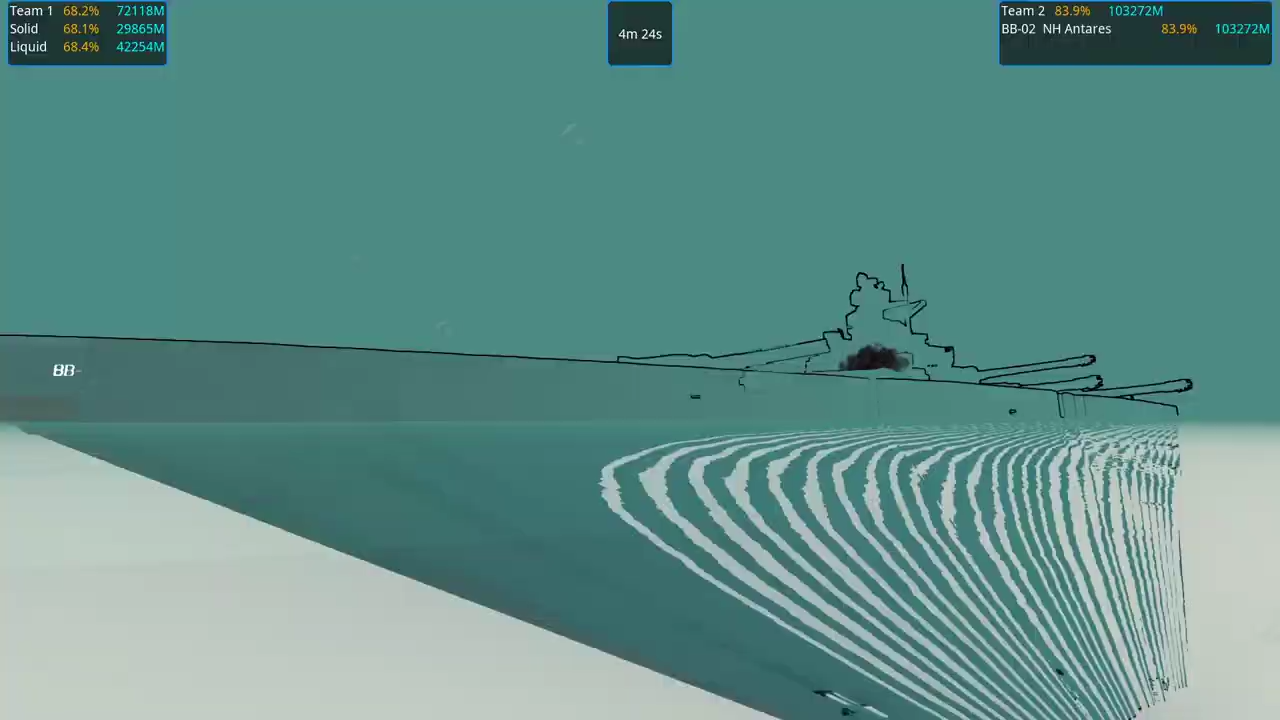 Team 1 68.2% 72118M
Solid 68.1% 29865M
Liquid 68.4% 42254M
4m 24s
Team 2 83.9% 103272M
BB-02 NH Antares 83.9% 103272M
BB-